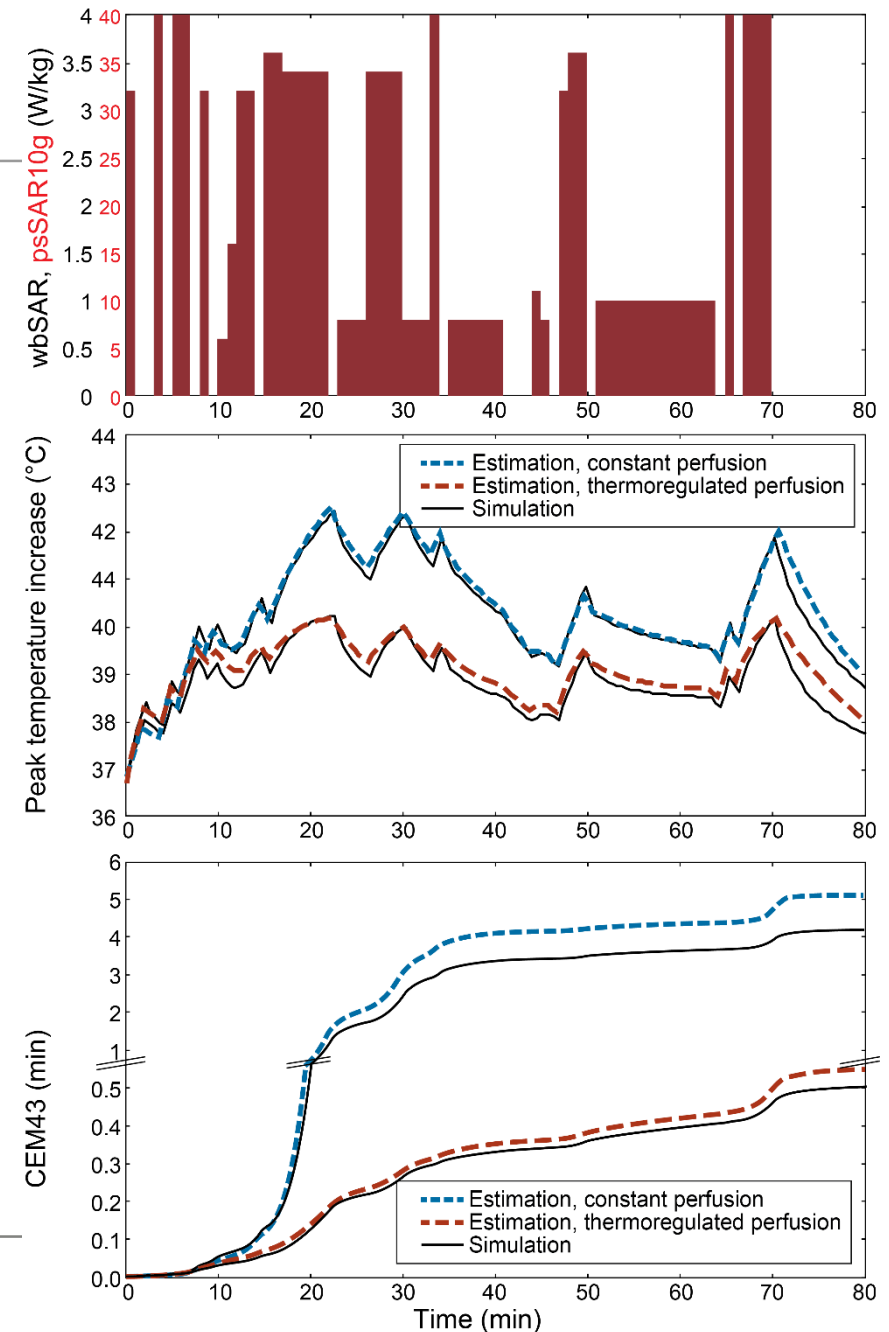 wbSAR, psSAR10g (W/kg)
4 40
3.5 35
3 30
2.5 25
2 20
1.5 15
1 10
0.5 5
0 0
0 10 20 30 40 50 60 70 80
Peak temperature increase (°C)
44
43
42
44
40
39
38
37
36
Estimation, constant perfusion
Estimation, thermoregulated perfusion
Simulation
0 10 20 30 40 50 60 70 80
CEM43 (min)
6
5
4
3
2
1
0.5
0.4
0.3
0.2
0.1
0.0
Estimation, constant perfusion
Estimation, thermoregulated perfusion
Simulation
0 10 20 30 40 50 60 70 80
Time (min)